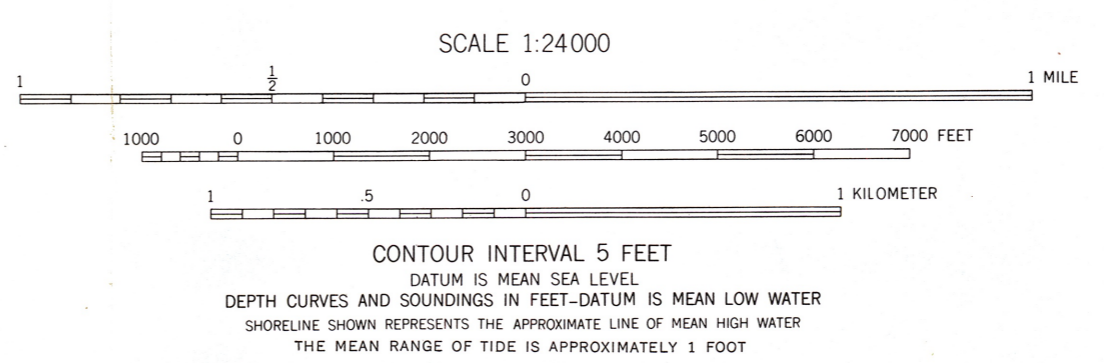 SCALE 1:24000
1 ½ 0 1 MILE
1000 0 1000 2000 3000 4000 5000 6000 7000 FEET
1 .5 0 1 KILOMETER
CONTOUR INTERVAL 5 FEET
DATUM IS MEAN SEA LEVEL
DEPTH CURVES AND SOUNDINGS IN FEET—DATUM IS MEAN LOW WATER
SHORELINE SHOWN REPRESENTS THE APPROXIMATE LINE OF MEAN HIGH WATER
THE MEAN RANGE OF TIDE IS APPROXIMATELY 1 FOOT